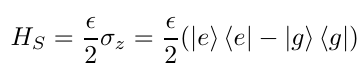 $H_S = \frac{\epsilon}{2}\sigma_z = \frac{\epsilon}{2}(|e\rangle \langle e| - |g\rangle \langle g|)$